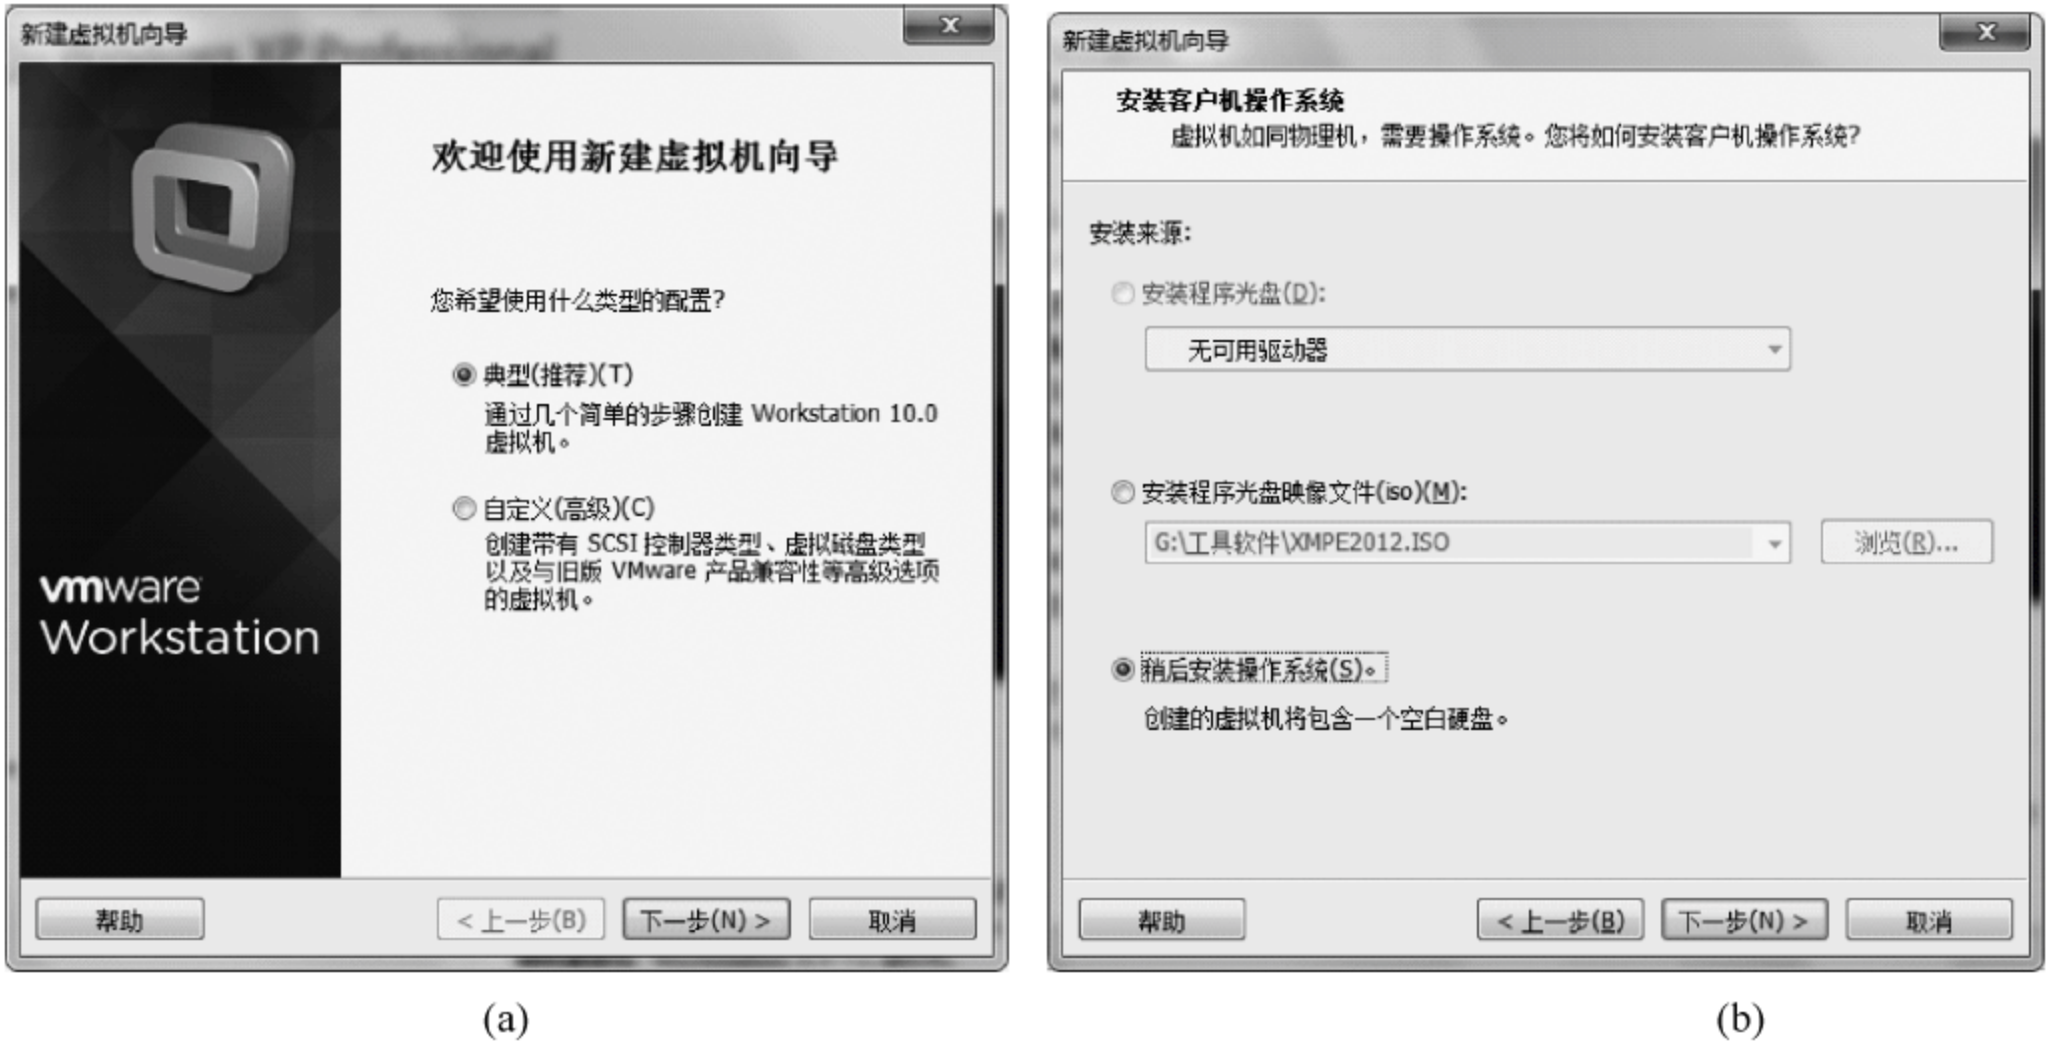 新建虚拟机向导
欢迎使用新建虚拟机向导
您希望使用什么类型的配置?
典型(推荐)(T)
通过几个简单的步骤创建 Workstation 10.0
虚拟机。
自定义(高级)(C)
创建带有 SCSI 控制器类型、虚拟磁盘类型
以及与旧版 VMware 产品兼容性等高级选项
的虚拟机。
vmware
Workstation
帮助
< 上一步(B)
下一步(N) >
取消
(a)
新建虚拟机向导
安装客户机操作系统
虚拟机如同物理机，需要操作系统。您将如何安装客户机操作系统?
安装来源:
安装程序光盘(D):
无可用驱动器
安装程序光盘映像文件(iso)(M):
G:\工具软件\XMPE2012.ISO
浏览(R)...
稍后安装操作系统(S)。
创建的虚拟机将包含一个空白硬盘。
帮助
< 上一步(B)
下一步(N) >
取消
(b)